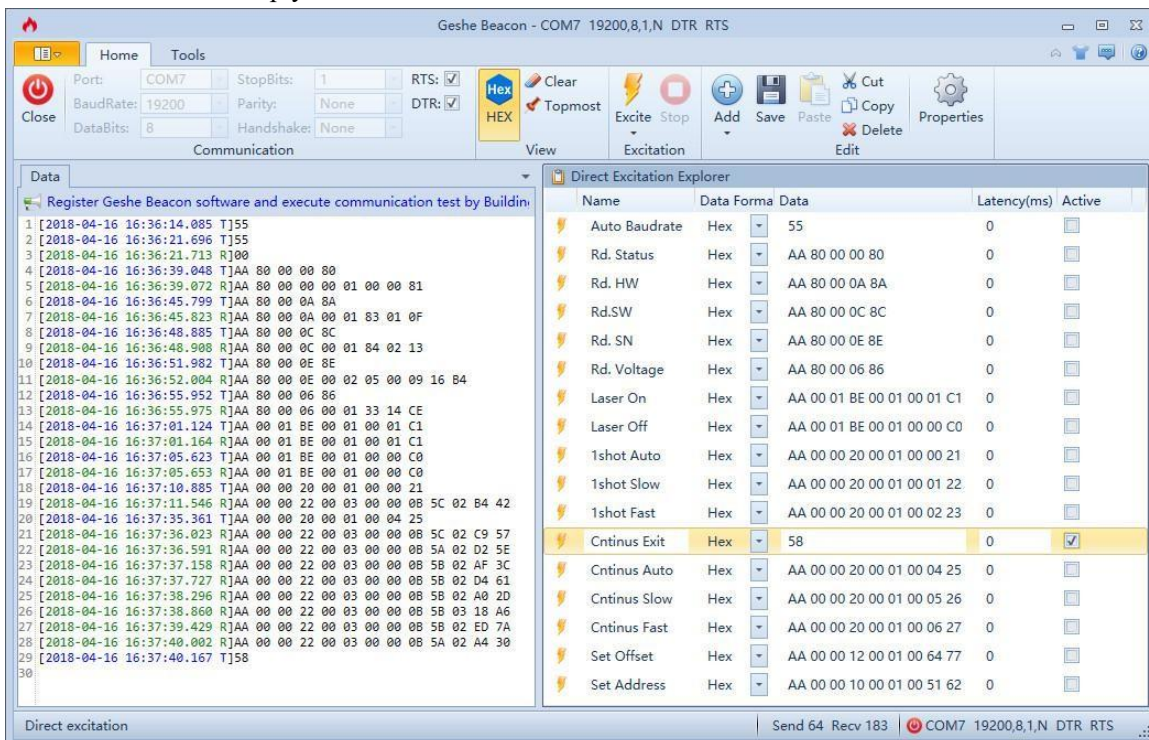 Geshe Beacon - COM7 19200,8,1,N DTR RTS
Home Tools
Close
Port: COM7 StopBits: 1 RTS:
BaudRate: 19200 Parity: None DTR:
DataBits: 8 Handshake: None
Communication
Hex
HEX
Clear
Topmost
View
Excite Stop
Excitation
Add Save Paste
Cut
Copy
Delete
Edit
Properties
Data
Register Geshe Beacon software and execute communication test by Building
1 [2018-04-16 16:36:14.085 T]55
2 [2018-04-16 16:36:21.696 T]55
3 [2018-04-16 16:36:21.713 R]00
4 [2018-04-16 16:36:39.048 T]AA 80 00 00 80
5 [2018-04-16 16:36:39.072 R]AA 80 00 00 00 01 00 00 81
6 [2018-04-16 16:36:45.799 T]AA 80 00 0A 8A
7 [2018-04-16 16:36:45.823 R]AA 80 00 0A 00 01 83 01 0F
8 [2018-04-16 16:36:48.885 T]AA 80 00 0C 8C
9 [2018-04-16 16:36:48.908 R]AA 80 00 0C 00 01 84 02 13
10 [2018-04-16 16:36:51.982 T]AA 80 00 0E 8E
11 [2018-04-16 16:36:52.004 R]AA 80 00 0E 00 02 05 00 09 16 B4
12 [2018-04-16 16:36:55.952 T]AA 80 00 06 86
13 [2018-04-16 16:36:55.975 R]AA 80 00 06 00 01 33 14 CE
14 [2018-04-16 16:37:01.124 T]AA 00 01 BE 00 01 00 01 C1
15 [2018-04-16 16:37:01.164 R]AA 00 01 BE 00 01 00 01 C1
16 [2018-04-16 16:37:05.623 T]AA 00 01 BE 00 01 00 00 C0
17 [2018-04-16 16:37:05.653 R]AA 00 01 BE 00 01 00 00 C0
18 [2018-04-16 16:37:10.885 T]AA 00 00 20 00 01 00 00 21
19 [2018-04-16 16:37:11.546 R]AA 00 00 22 00 03 00 00 0B 5C 02 B4 42
20 [2018-04-16 16:37:35.361 T]AA 00 00 20 00 01 00 04 25
21 [2018-04-16 16:37:36.023 R]AA 00 00 22 00 03 00 00 0B 5C 02 C9 57
22 [2018-04-16 16:37:36.591 R]AA 00 00 22 00 03 00 00 0B 5A 02 D2 5E
23 [2018-04-16 16:37:37.158 R]AA 00 00 22 00 03 00 00 0B 5B 02 AF 3C
24 [2018-04-16 16:37:37.727 R]AA 00 00 22 00 03 00 00 0B 5B 02 D4 61
25 [2018-04-16 16:37:38.296 R]AA 00 00 22 00 03 00 00 0B 5B 02 A0 2D
26 [2018-04-16 16:37:38.860 R]AA 00 00 22 00 03 00 00 0B 5B 03 18 A6
27 [2018-04-16 16:37:39.429 R]AA 00 00 22 00 03 00 00 0B 5B 02 ED 7A
28 [2018-04-16 16:37:40.002 R]AA 00 00 22 00 03 00 00 0B 5A 02 A4 30
29 [2018-04-16 16:37:40.167 T]58
30
Direct Excitation Explorer
Name Data Forma Data Latency(ms) Active
Auto Baudrate Hex 55 0
Rd. Status Hex AA 80 00 00 80 0
Rd. HW Hex AA 80 00 0A 8A 0
Rd.SW Hex AA 80 00 0C 8C 0
Rd. SN Hex AA 80 00 0E 8E 0
Rd. Voltage Hex AA 80 00 06 86 0
Laser On Hex AA 00 01 BE 00 01 00 01 C1 0
Laser Off Hex AA 00 01 BE 00 01 00 00 C0 0
1shot Auto Hex AA 00 00 20 00 01 00 00 21 0
1shot Slow Hex AA 00 00 20 00 01 00 01 22 0
1shot Fast Hex AA 00 00 20 00 01 00 02 23 0
Cntinus Exit Hex 58 0
Cntinus Auto Hex AA 00 00 20 00 01 00 04 25 0
Cntinus Slow Hex AA 00 00 20 00 01 00 05 26 0
Cntinus Fast Hex AA 00 00 20 00 01 00 06 27 0
Set Offset Hex AA 00 00 12 00 01 00 64 77 0
Set Address Hex AA 00 00 10 00 01 00 51 62 0
Direct excitation
Send 64 Recv 183 COM7 19200,8,1,N DTR RTS